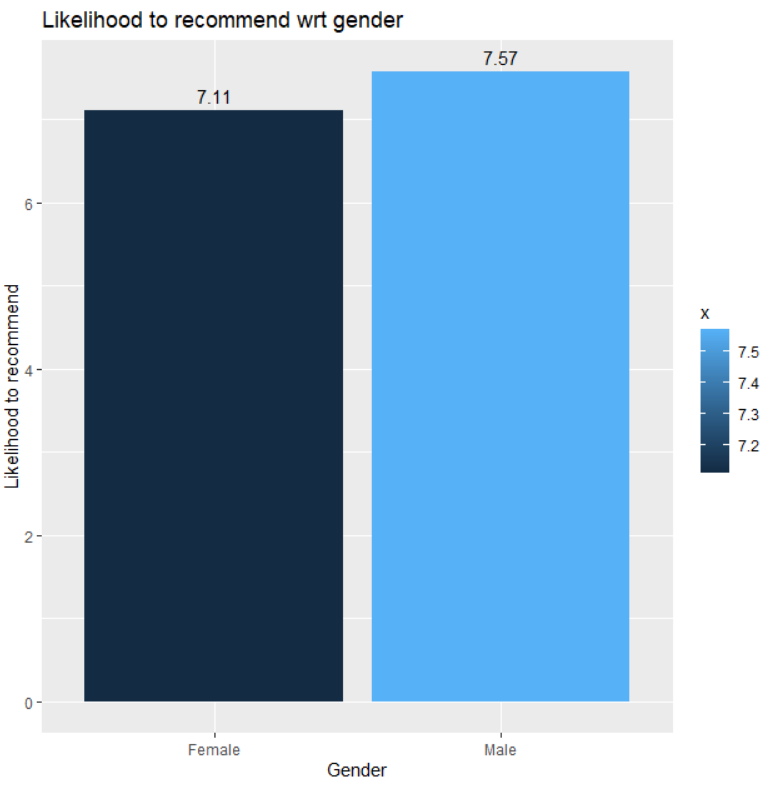 Likelihood to recommend wrt gender
7.57
7.11
6
4
2
0
Likelihood to recommend
Female
Male
Gender
x
7.5
7.4
7.3
7.2